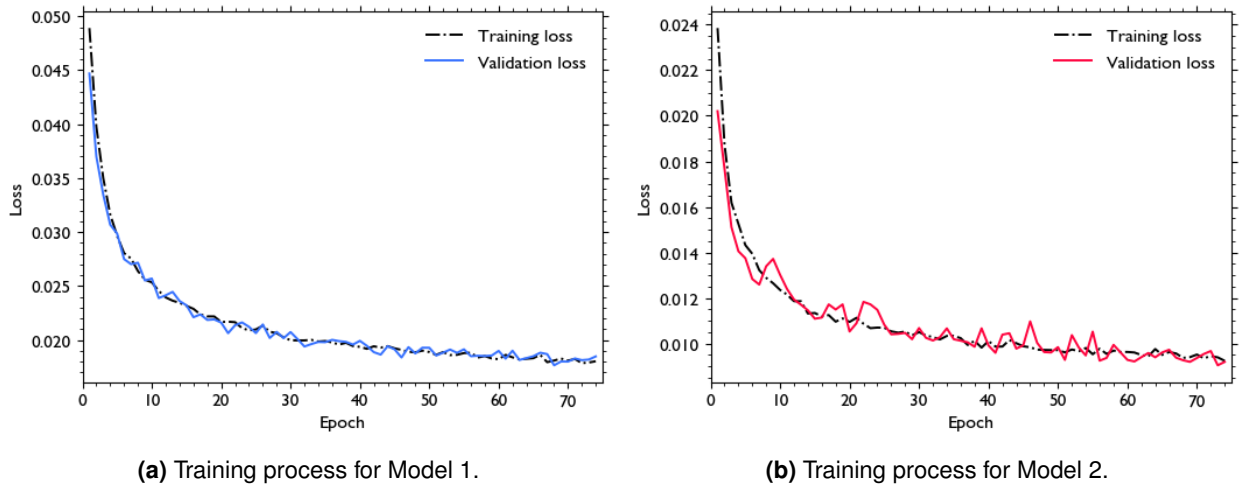 0.050
0.045
0.040
0.035
0.030
0.025
0.020
Loss
0 10 20 30 40 50 60 70
Epoch
Training loss
Validation loss
(a) Training process for Model 1.
0.024
0.022
0.020
0.018
0.016
0.014
0.012
0.010
Loss
0 10 20 30 40 50 60 70
Epoch
Training loss
Validation loss
(b) Training process for Model 2.